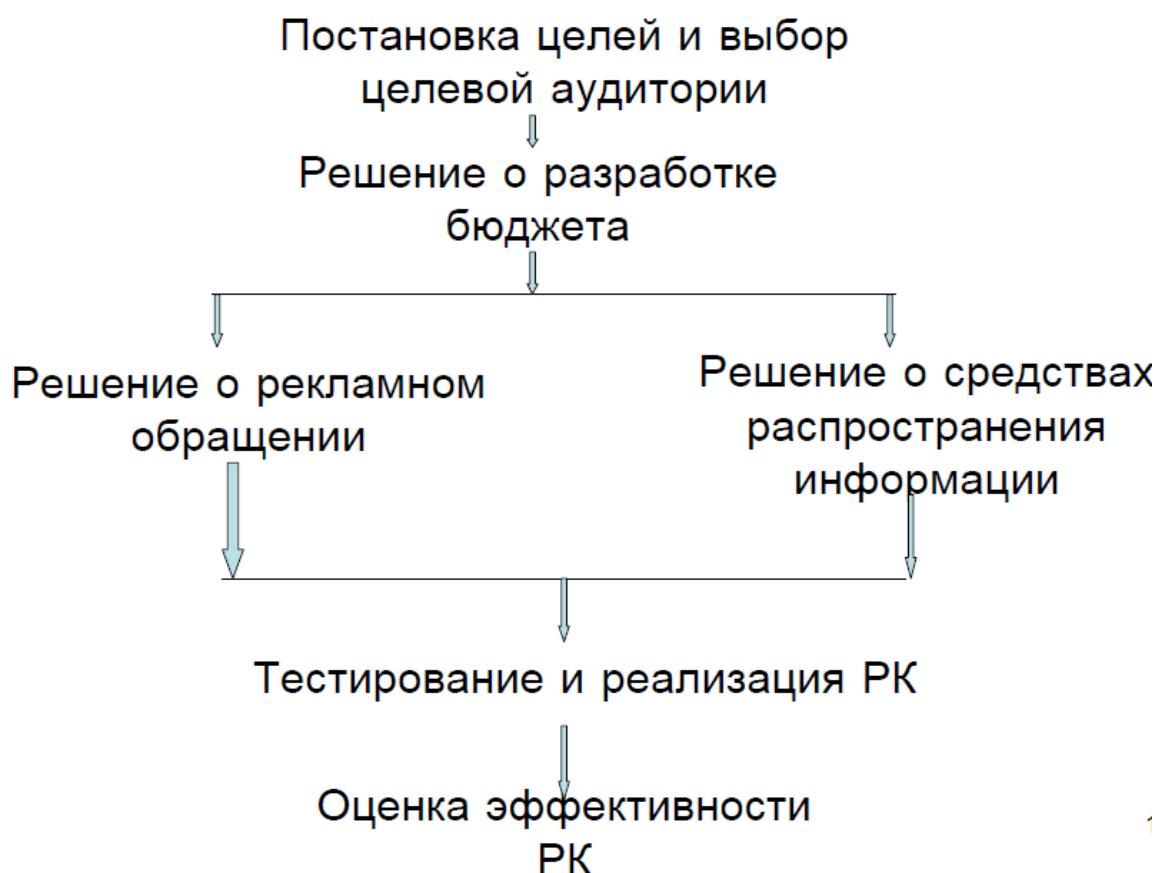 Постановка целей и выбор
целевой аудитории
Решение о разработке
бюджета
Решение о рекламном
обращении
Решение о средствах
распространения
информации
Тестирование и реализация РК
Оценка эффективности
РК
1